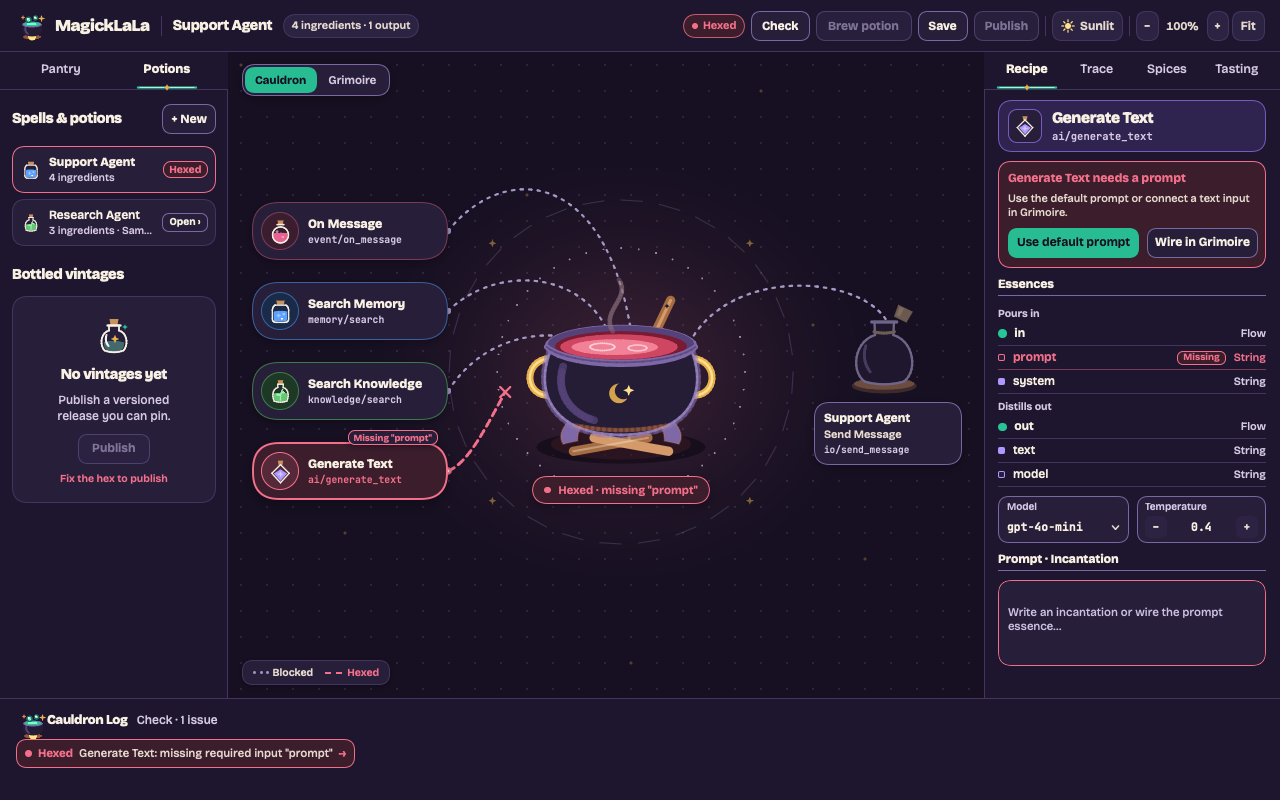 MagickLaLa
Support Agent
4 ingredients · 1 output
Hexed
Check
Brew potion
Save
Publish
Sunlit
−
100%
+
Fit
Pantry
Potions
Spells & potions
+ New
Support Agent
4 ingredients
Hexed
Research Agent
3 ingredients · Sam...
Open ›
Bottled vintages
No vintages yet
Publish a versioned
release you can pin.
Publish
Fix the hex to publish
Cauldron
Grimoire
On Message
event/on_message
Search Memory
memory/search
Search Knowledge
knowledge/search
Missing "prompt"
Generate Text
ai/generate_text
Hexed · missing "prompt"
Support Agent
Send Message
io/send_message
Blocked
Hexed
Recipe
Trace
Spices
Tasting
Generate Text
ai/generate_text
Generate Text needs a prompt
Use the default prompt or connect a text input
in Grimoire.
Use default prompt
Wire in Grimoire
Essences
Pours in
in
Flow
prompt
Missing
String
system
String
Distills out
out
Flow
text
String
model
String
Model
gpt-4o-mini
Temperature
−
0.4
+
Prompt · Incantation
Write an incantation or wire the prompt
essence...
Cauldron Log
Check · 1 issue
Hexed
Generate Text: missing required input "prompt" →